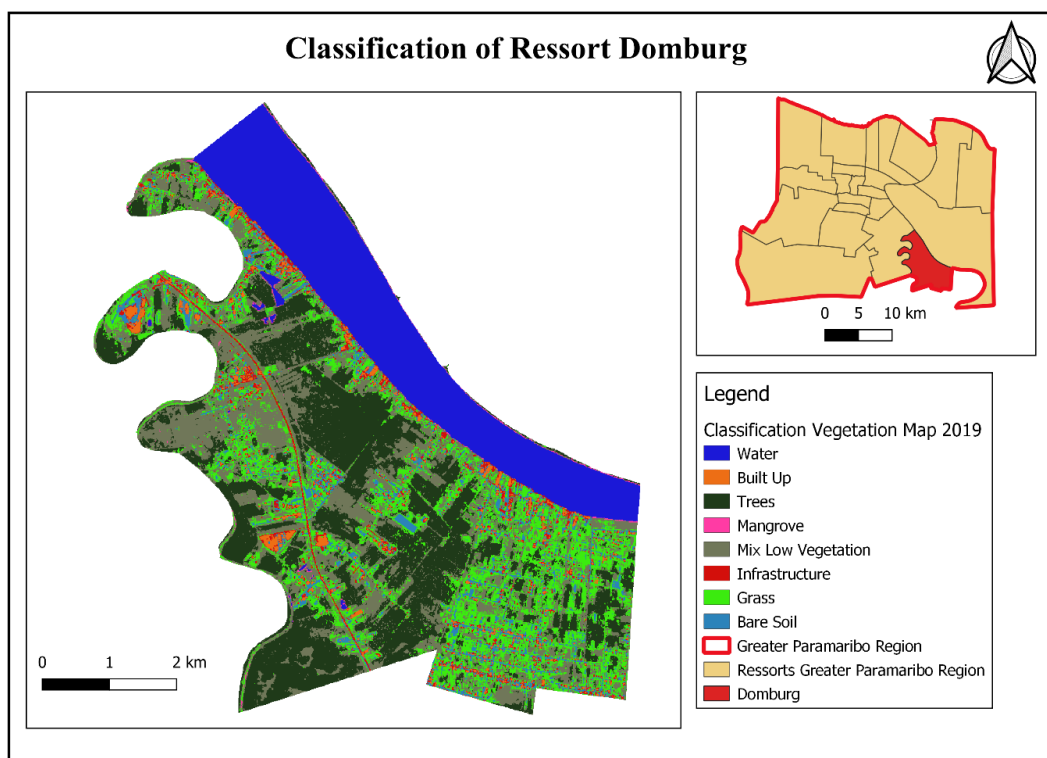 Classification of Ressort Domburg
0 1 2 km
0 5 10 km
Legend
Classification Vegetation Map 2019
Water
Built Up
Trees
Mangrove
Mix Low Vegetation
Infrastructure
Grass
Bare Soil
Greater Paramaribo Region
Ressorts Greater Paramaribo Region
Domburg